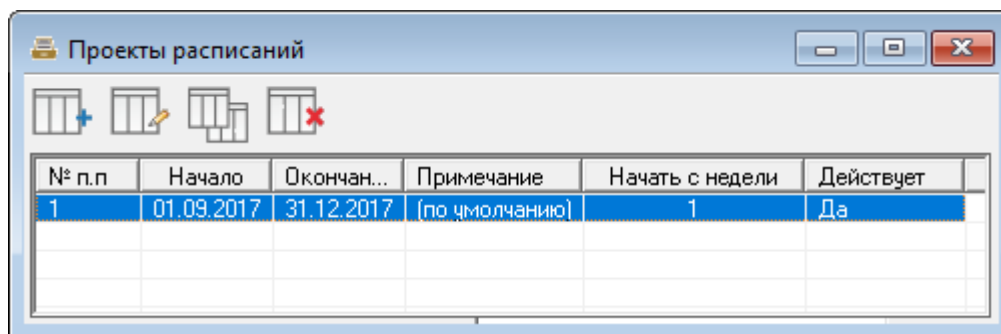 Проекты расписаний
№ п.п Начало Окончан... Примечание Начать с недели Действует
1 01.09.2017 31.12.2017 (по умолчанию) 1 Да